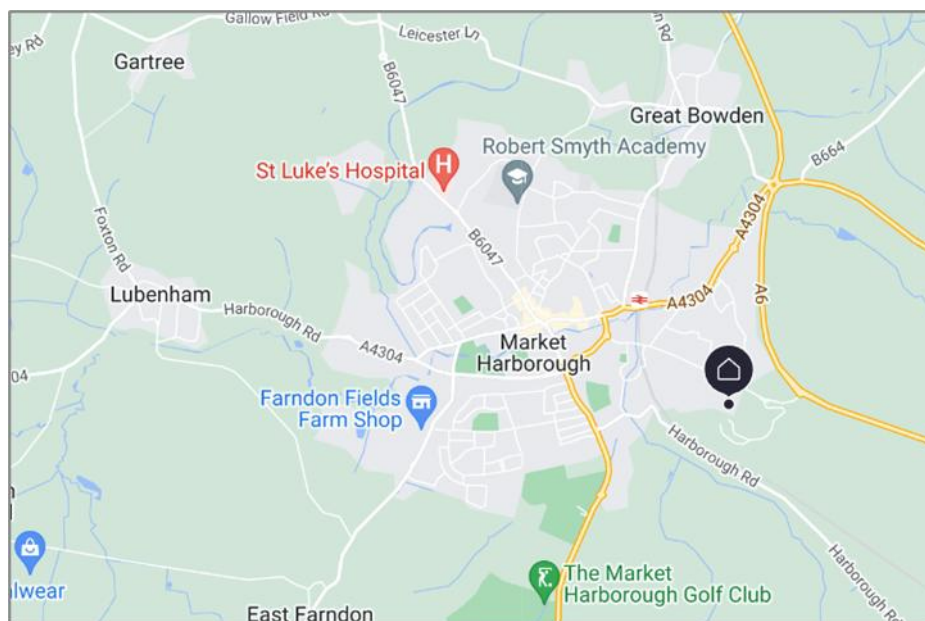 Gallow Field Rd
Leicester Ln
Gartree
B6047
Great Bowden
Robert Smyth Academy
St Luke's Hospital
H
B664
A4304
Foxton Rd
B6047
Lubenham
Harborough Rd
A4304
A6
A4304
Market
Harborough
Farndon Fields
Farm Shop
Harborough Rd
The Market
Harborough Golf Club
East Farndon